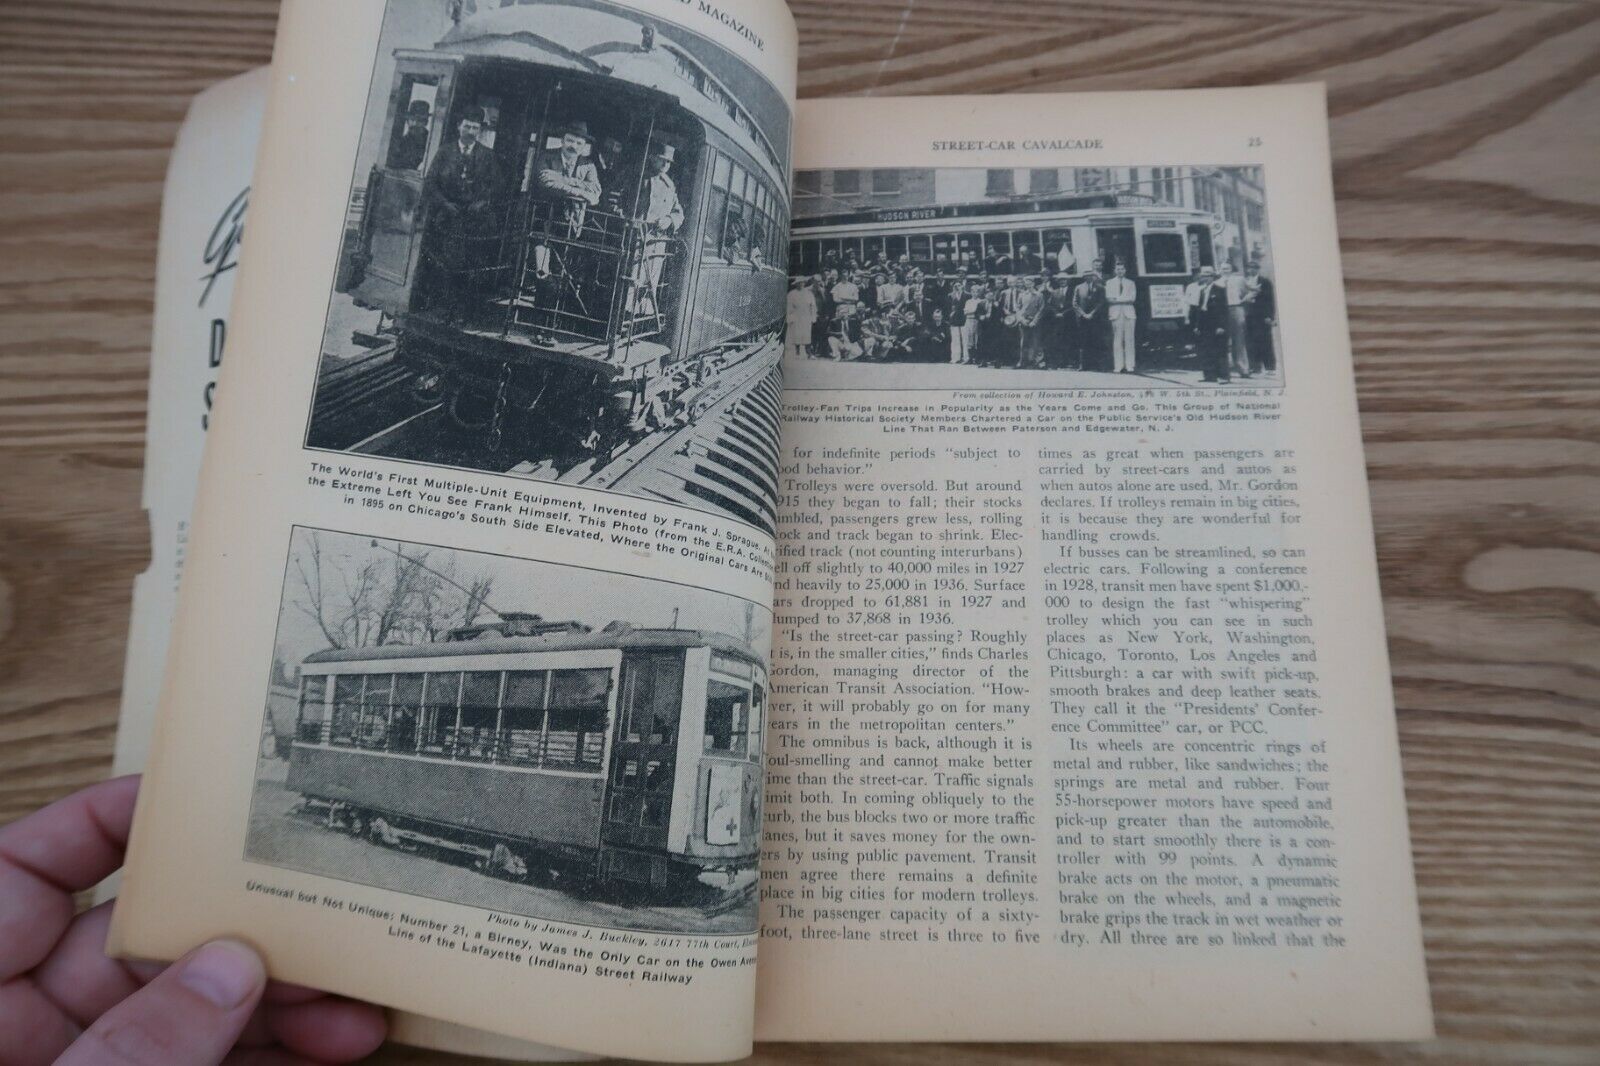 D MAGAZINE
The World's First Multiple-Unit Equipment, Invented by Frank J. Sprague. At
the Extreme Left You See Frank Himself. This Photo (from the E.R.A. Collection
in 1895 on Chicago's South Side Elevated, Where the Original Cars Are
Photo by James J. Buckley, 2617 77th Court,
Unusual but Not Unique: Number 21, a Birney, Was the Only Car on the Owen
Line of the Lafayette (Indiana) Street Railway
STREET-CAR CAVALCADE 25
HUDSON RIVER
From collection of Howard E. Johnston, W. 5th St., Plainfield, N. J.
Trolley-Fan Trips Increase in Popularity as the Years Come and Go. This Group of National
Railway Historical Society Members Chartered a Car on the Public Service's Old Hudson River
Line That Ran Between Paterson and Edgewater, N. J.
for indefinite periods "subject to
ood behavior."
Trolleys were oversold. But around
915 they began to fall; their stocks
mbled, passengers grew less, rolling
ock and track began to shrink. Elec-
ified track (not counting interurbans)
ell off slightly to 40,000 miles in 1927
nd heavily to 25,000 in 1936. Surface
ars dropped to 61,881 in 1927 and
lumped to 37,868 in 1936.
"Is the street-car passing? Roughly
t is, in the smaller cities," finds Charles
Gordon, managing director of the
American Transit Association. "How-
ver, it will probably go on for many
ears in the metropolitan centers."
The omnibus is back, although it is
oul-smelling and cannot make better
time than the street-car. Traffic signals
limit both. In coming obliquely to the
curb, the bus blocks two or more traffic
lanes, but it saves money for the own-
ers by using public pavement. Transit
men agree there remains a definite
place in big cities for modern trolleys.
The passenger capacity of a sixty-
foot, three-lane street is three to five
times as great when passengers are
carried by street-cars and autos as
when autos alone are used, Mr. Gordon
declares. If trolleys remain in big cities,
it is because they are wonderful for
handling crowds.
If busses can be streamlined, so can
electric cars. Following a conference
in 1928, transit men have spent $1,000,-
000 to design the fast "whispering"
trolley which you can see in such
places as New York, Washington,
Chicago, Toronto, Los Angeles and
Pittsburgh: a car with swift pick-up,
smooth brakes and deep leather seats.
They call it the "Presidents' Confer-
ence Committee" car, or PCC.
Its wheels are concentric rings of
metal and rubber, like sandwiches; the
springs are metal and rubber. Four
55-horsepower motors have speed and
pick-up greater than the automobile,
and to start smoothly there is a con-
troller with 99 points. A dynamic
brake acts on the motor, a pneumatic
brake on the wheels, and a magnetic
brake grips the track in wet weather or
dry. All three are so linked that the